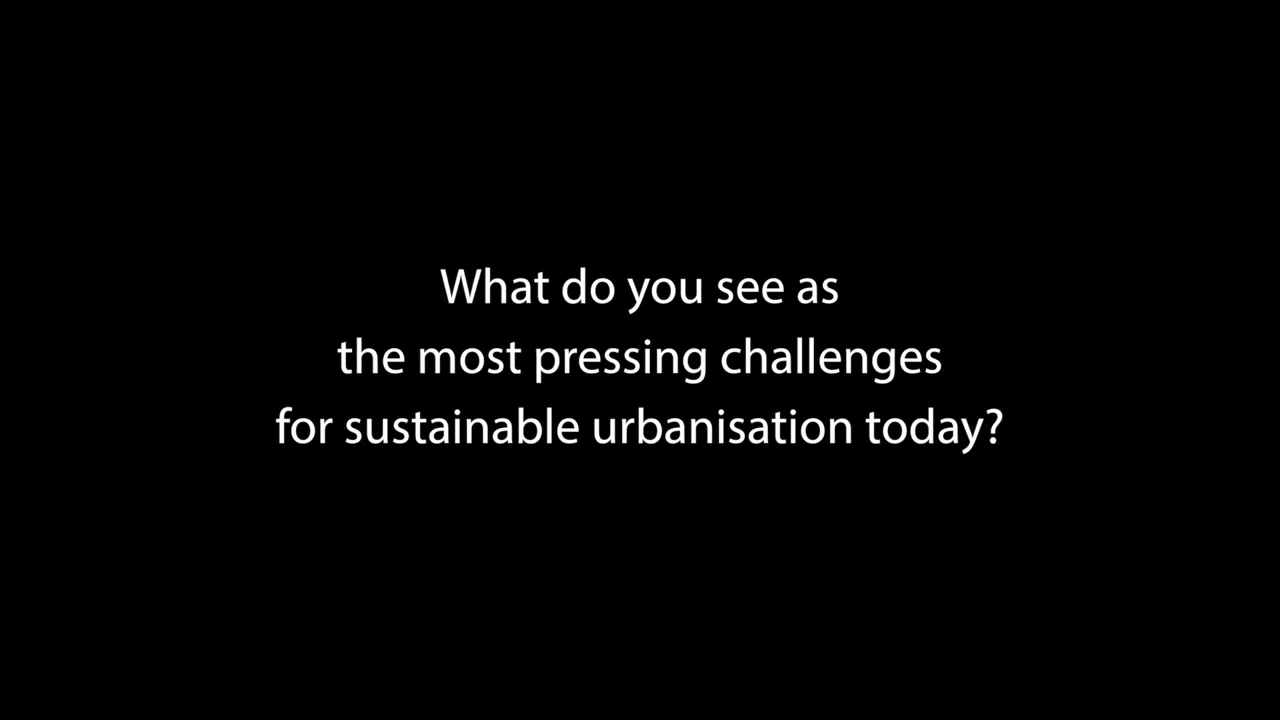 What do you see as
the most pressing challenges
for sustainable urbanisation today?